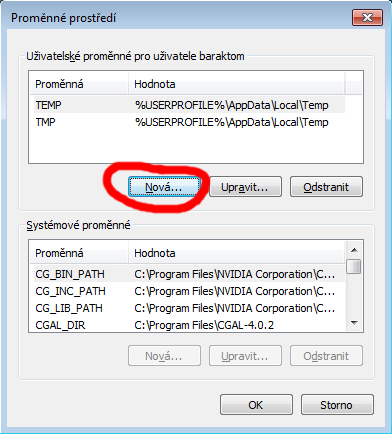 Proměnné prostředí
Uživatelské proměnné pro uživatele baraktom
Proměnná Hodnota
TEMP %USERPROFILE%\AppData\Local\Temp
TMP %USERPROFILE%\AppData\Local\Temp
Nová... Upravit... Odstranit
Systémové proměnné
Proměnná Hodnota
CG_BIN_PATH C:\Program Files\NVIDIA Corporation\C...
CG_INC_PATH C:\Program Files\NVIDIA Corporation\C...
CG_LIB_PATH C:\Program Files\NVIDIA Corporation\C...
CGAL_DIR C:\Program Files\CGAL-4.0.2
Nová... Upravit... Odstranit
OK Storno